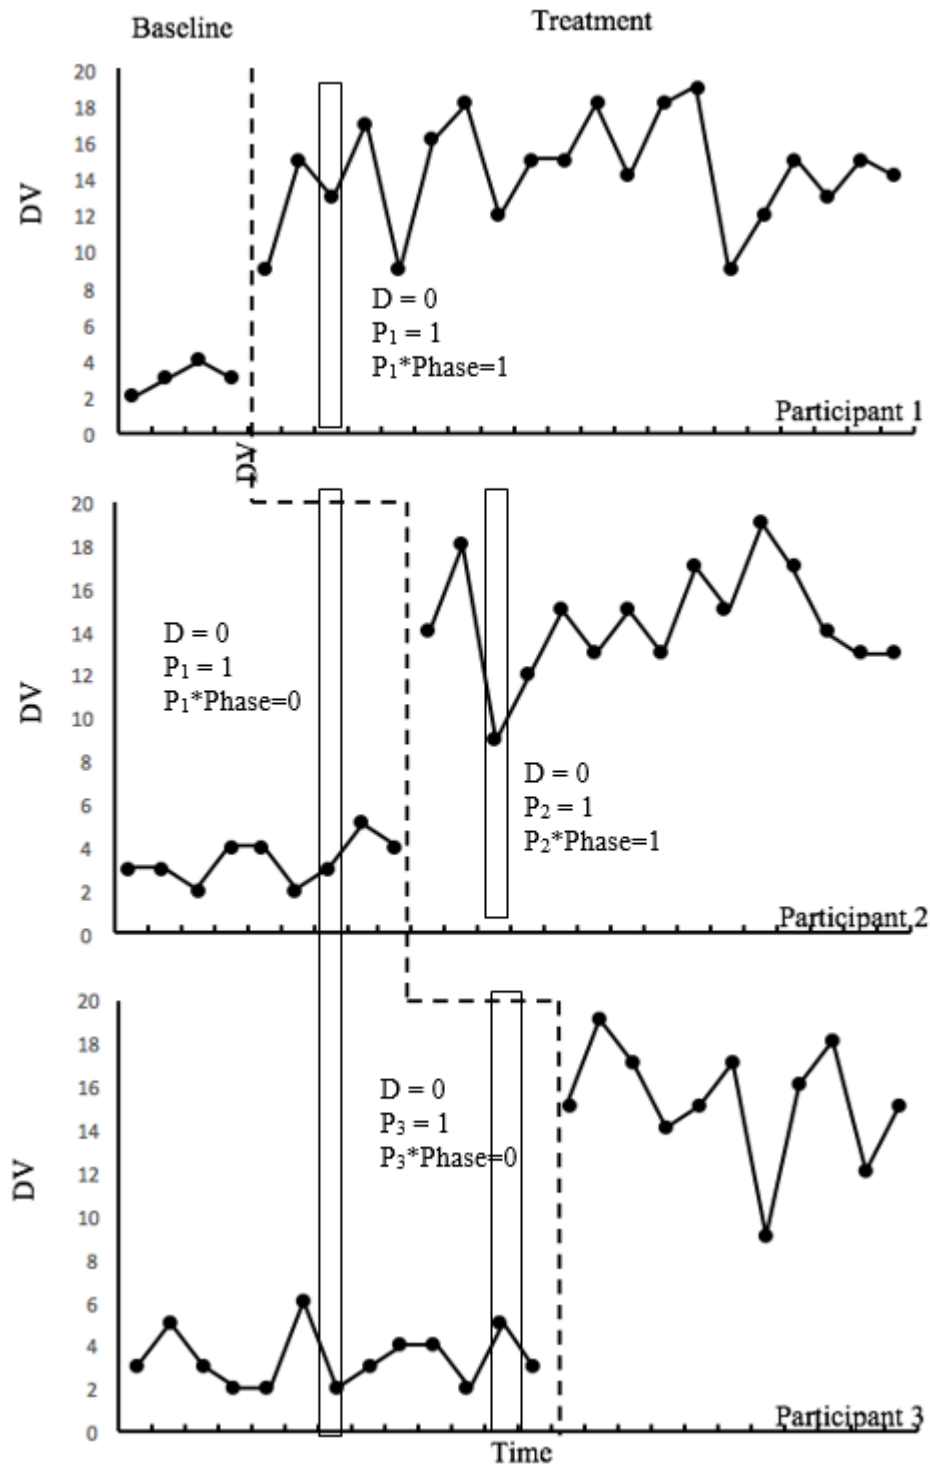 Baseline
Treatment
DV
20
18
16
14
12
10
8
6
4
2
0
D = 0
P₁ = 1
P₁*Phase=1
Participant 1
DV
DV
20
18
16
14
12
10
8
6
4
2
0
D = 0
P₁ = 1
P₁*Phase=0
D = 0
P₂ = 1
P₂*Phase=1
Participant 2
DV
20
18
16
14
12
10
8
6
4
2
0
D = 0
P₃ = 1
P₃*Phase=0
Participant 3
Time